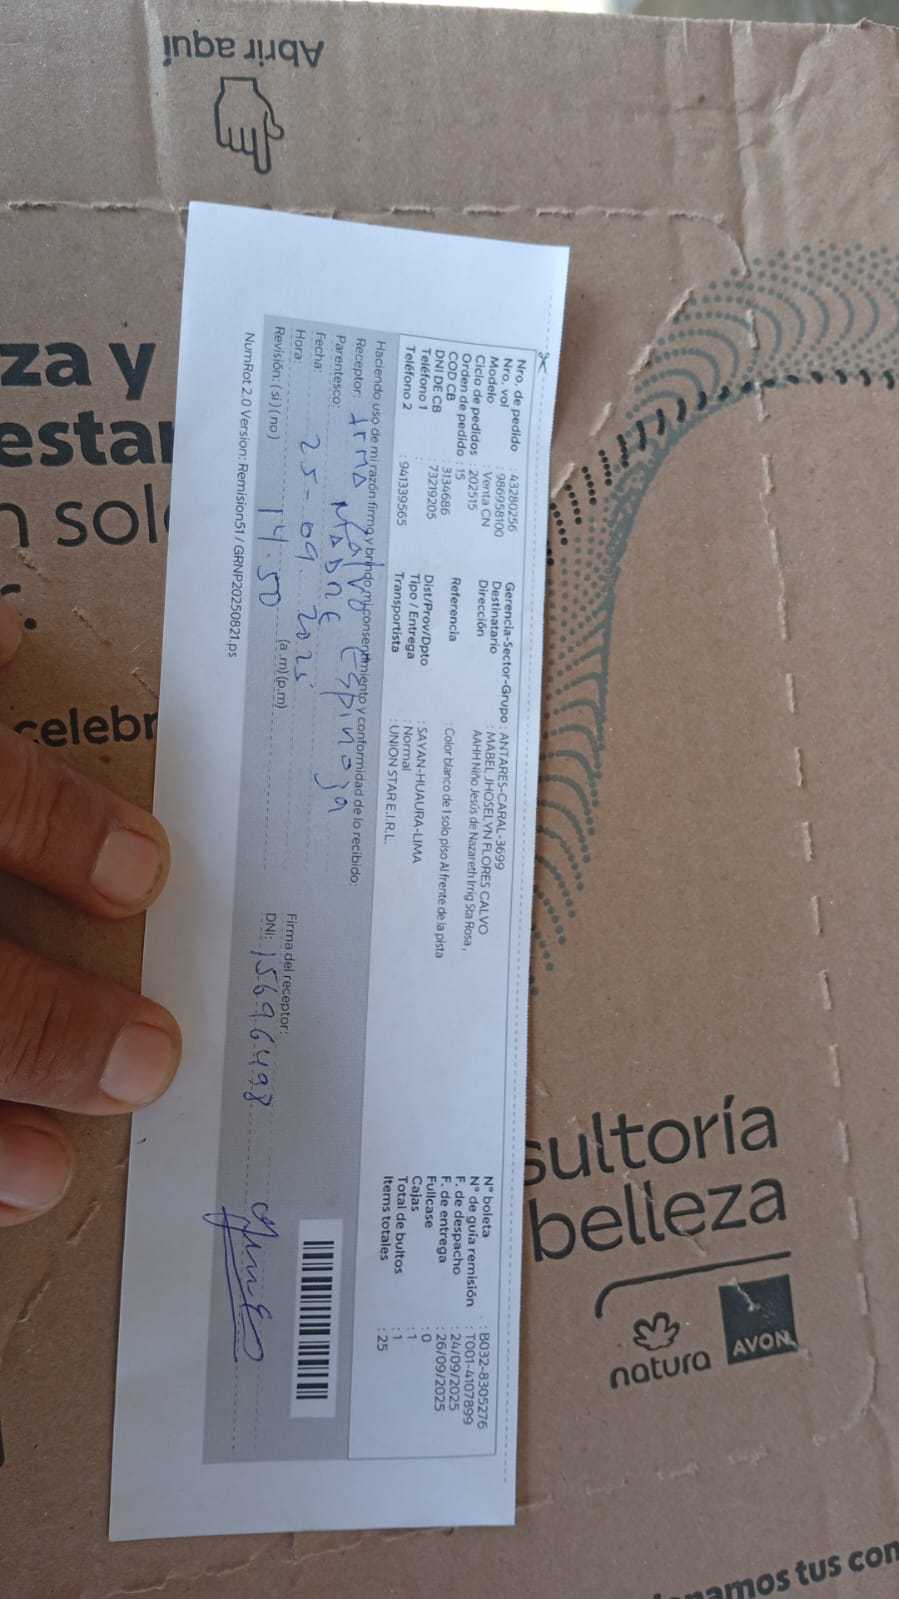 Abrir aquí
Nro. de pedido : 43280256
Nro. vol : 986958100
Modelo Venta CN
Ciclo de pedidos 202515
Orden de pedido : 15
COD CB 3134686
DNI DE CB : 73219205
Teléfono 1 :
Teléfono 2 : 941339565
Gerencia-Sector-Grupo : ANTARES-CARAL-3699
Destinatario : MABEL JHOSELYN FLORES CALVO
Dirección AAHH Niño Jesús de Nazareth Irrig Sta Rosa,
Referencia : Color blanco de 1 solo piso Al frente de la pista
Dist/Prov/Dpto : SAYAN-HUAURA-LIMA
Tipo / Entrega : Normal
Transportista : UNION STAR E.I.R.L.
N° boleta : B032-8305276
N° de guía remisión : T001-4107899
F. de despacho : 24/09/2025
F. de entrega : 26/09/2025
Fullcase : 0
Cajas : 1
Total de bultos : 1
Items totales : 25
Haciendo uso de mi razón firmo y brindo mi consentimiento y conformidad de lo recibido:
Receptor: Irma Kalvo Espinoza
Parentesco: MADRE
Fecha: 25-09.2025
Hora: 14.50 (a.m)(p.m)
Revisión: (si)(no)
Firma del receptor:
DNI: 15696498
NumRot 2.0 Version: Remision51 / GRNP20250821.ps
za y
estar
n sol
celebr
sultoría
belleza
natura
AVON
namos tus con